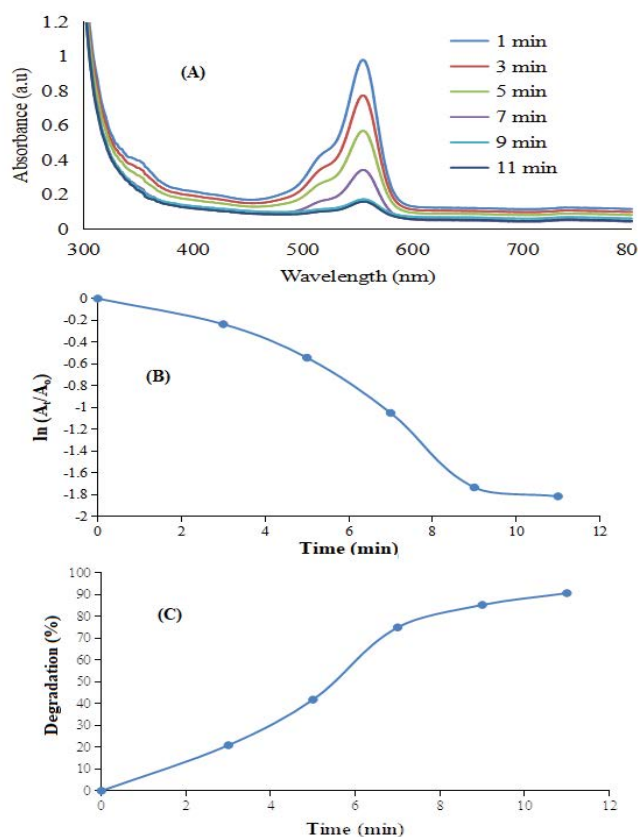 1.2
1
0.8
0.6
0.4
0.2
0
Absorbance (a.u)
(A)
1 min
3 min
5 min
7 min
9 min
11 min
300 400 500 600 700 80
Wavelength (nm)
0
-0.2
-0.4
-0.6
-0.8
-1
-1.2
-1.4
-1.6
-1.8
-2
ln (Aₜ/A₀)
(B)
0 2 4 6 8 10 12
Time (min)
100
90
80
70
60
50
40
30
20
10
0
Degradation (%)
(C)
0 2 4 6 8 10 12
Time (min)